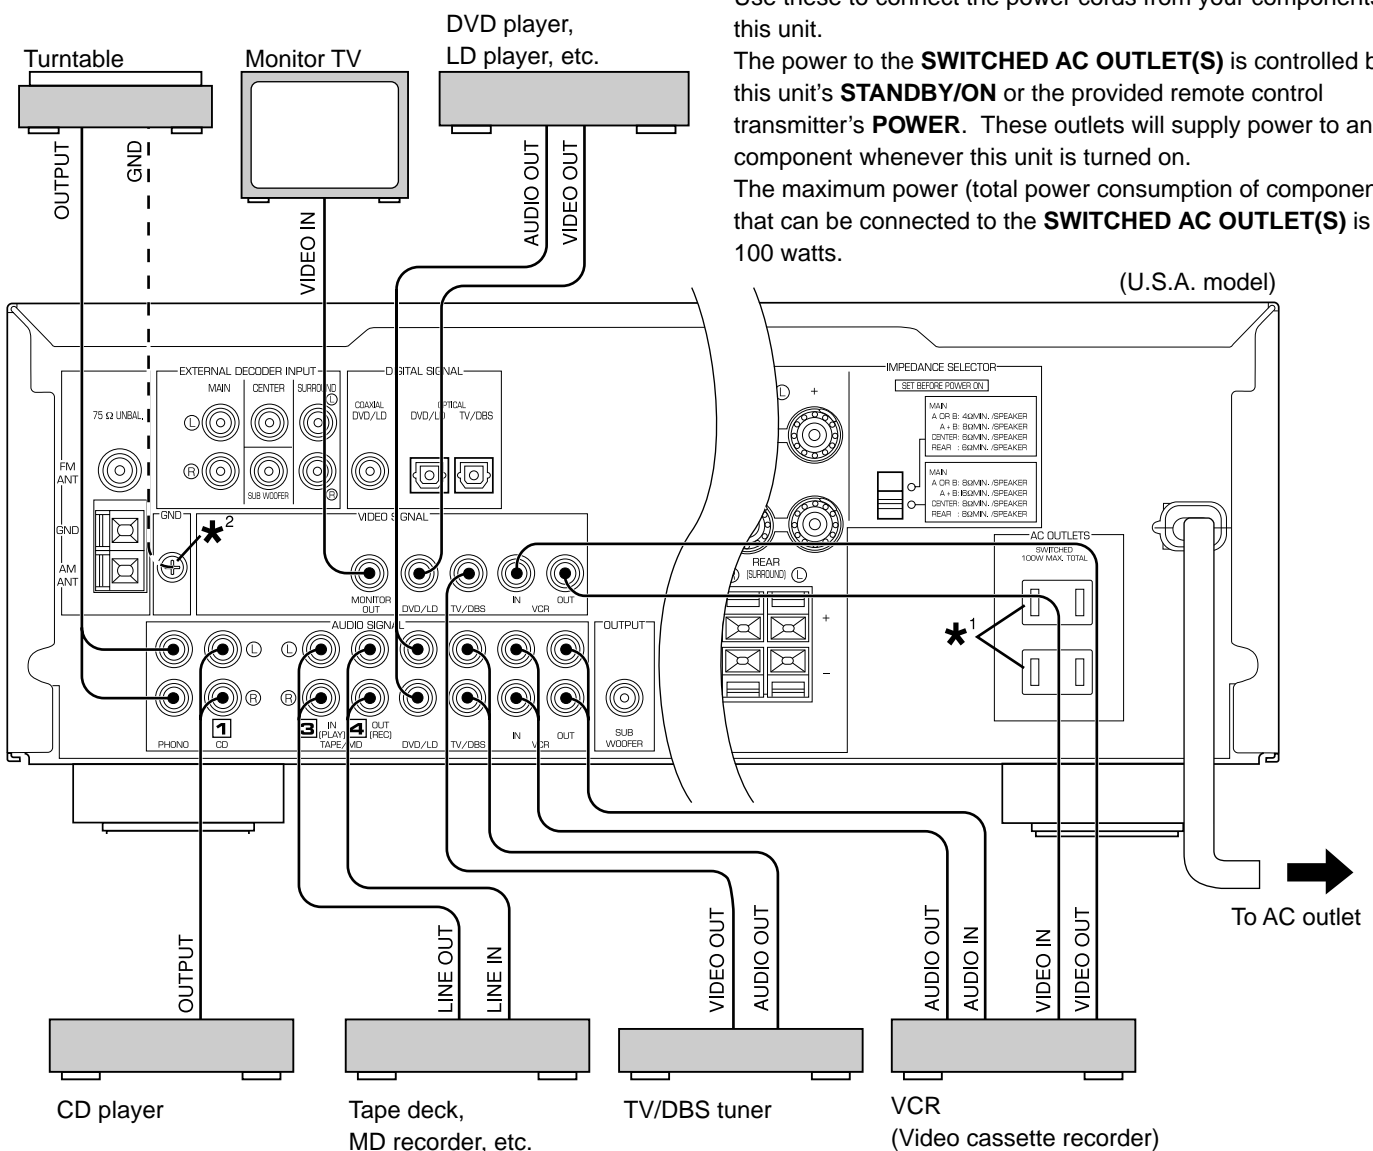 Use these to connect the power cords from your components
this unit.
The power to the SWITCHED AC OUTLET(S) is controlled b
this unit's STANDBY/ON or the provided remote control
transmitter's POWER. These outlets will supply power to an
component whenever this unit is turned on.
The maximum power (total power consumption of componen
that can be connected to the SWITCHED AC OUTLET(S) is
100 watts.
(U.S.A. model)
Turntable
Monitor TV
DVD player,
LD player, etc.
OUTPUT
GND
VIDEO IN
AUDIO OUT
VIDEO OUT
EXTERNAL DECODER INPUT
MAIN
CENTER
SURROUND
L
L
R
SUB WOOFER
R
DIGITAL SIGNAL
COAXIAL
DVD/LD
OPTICAL
DVD/LD
TV/DBS
75 Ω UNBAL.
FM
ANT
GND
AM
ANT
GND
*2
VIDEO SIGNAL
MONITOR
OUT
DVD/LD
TV/DBS
IN
VCR
OUT
AUDIO SIGNAL
L
L
R
R
PHONO
1
CD
3
IN
(PLAY)
4
OUT
(REC)
TAPE/MD
DVD/LD
TV/DBS
IN
VCR
OUT
OUTPUT
SUB
WOOFER
L
+
REAR
(SURROUND)
L
+
–
IMPEDANCE SELECTOR
SET BEFORE POWER ON
MAIN
A OR B: 4ΩMIN. /SPEAKER
A + B: 8ΩMIN. /SPEAKER
CENTER: 6ΩMIN. /SPEAKER
REAR : 6ΩMIN. /SPEAKER
MAIN
A OR B: 8ΩMIN. /SPEAKER
A + B: 16ΩMIN. /SPEAKER
CENTER: 8ΩMIN. /SPEAKER
REAR : 8ΩMIN. /SPEAKER
AC OUTLETS
SWITCHED
100W MAX. TOTAL
*1
To AC outlet
OUTPUT
LINE OUT
LINE IN
VIDEO OUT
AUDIO OUT
AUDIO OUT
AUDIO IN
VIDEO IN
VIDEO OUT
CD player
Tape deck,
MD recorder, etc.
TV/DBS tuner
VCR
(Video cassette recorder)